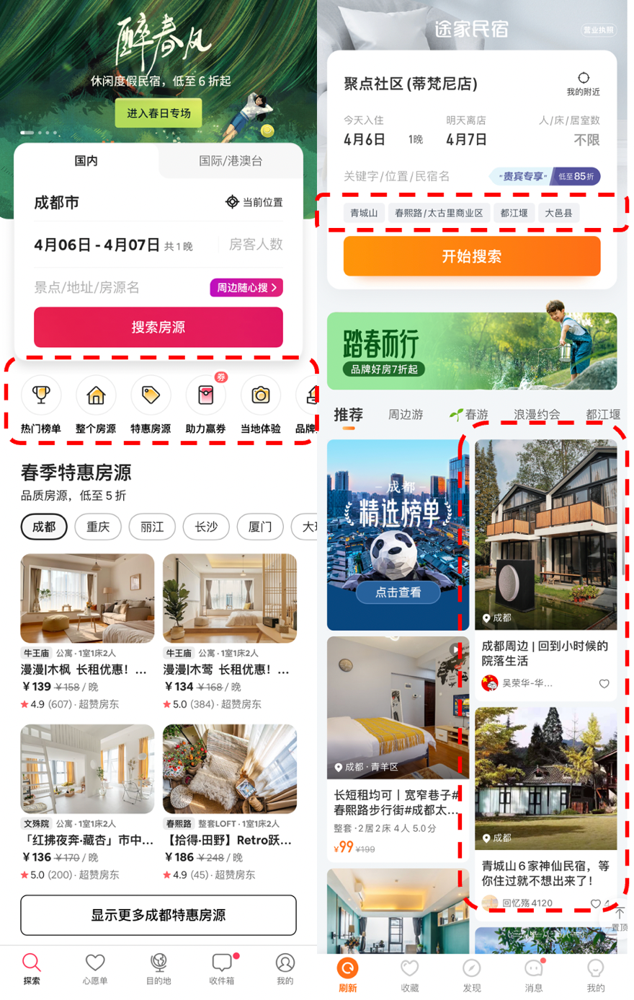 醉春风
休闲度假民宿，低至 6 折起
进入春日专场
国内
国际/港澳台
成都市
当前位置
4月06日 - 4月07日 共1晚
房客人数
景点/地址/房源名
周边随心搜 >
搜索房源
券
热门榜单
整个房源
特惠房源
助力赢券
当地体验
品牌
春季特惠房源
品质房源，低至 5 折
成都
重庆
丽江
长沙
厦门
大
牛王庙 公寓 · 1室1床2人
漫漫|木枫 长租优惠！...
￥139 ￥158 / 晚
4.9 (607) · 超赞房东
牛王庙 公寓 · 1室1床2人
漫漫|木莺 长租优惠！...
￥134 ￥168 / 晚
5.0 (384) · 超赞房东
文殊院 公寓 · 1室1床2人
「红拂夜奔·藏杏」市中...
￥136 ￥170 / 晚
5.0 (200) · 超赞房东
春熙路 整套LOFT · 1室1床2人
【拾得·田野】Retro跃...
￥186 ￥248 / 晚
4.9 (45) · 超赞房东
显示更多成都特惠房源
探索
心愿单
目的地
收件箱
我的
途家民宿
营业执照
聚点社区 (蒂梵尼店)
我的附近
今天入住
明天离店
人/床/居室数
4月6日
1晚
4月7日
不限
关键字/位置/民宿名
"贵宾专享" 低至85折
青城山
春熙路/太古里商业区
都江堰
大邑县
开始搜索
踏春而行
品牌好房7折起
推荐
周边游
春游
浪漫约会
都江堰
成都
精选榜单
点击查看
成都 · 青羊区
长短租均可丨宽窄巷子#
春熙路步行街#成都太...
整套 · 2居2床 4人 5.0分
¥99 ¥199
成都
成都周边 | 回到小时候的
院落生活
吴荣华-华...
成都
青城山6家神仙民宿，等
你住过就不想出来了！
回忆殇4120
置顶
刷新
收藏
发现
消息
我的